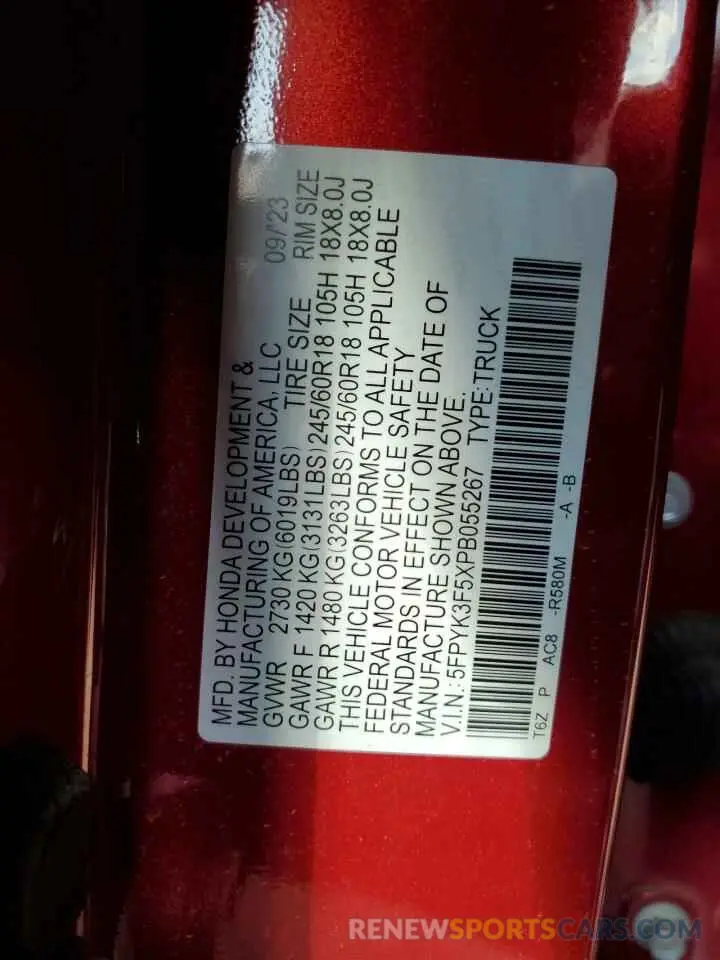 MFD. BY HONDA DEVELOPMENT &
MANUFACTURING OF AMERICA, LLC 09/'23
GVWR 2730 KG(6019LBS) TIRE SIZE RIM SIZE
GAWR F 1420 KG(3131LBS)245/60R18 105H 18X8.0J
GAWR R 1480 KG(3263LBS)245/60R18 105H 18X8.0J
THIS VEHICLE CONFORMS TO ALL APPLICABLE
FEDERAL MOTOR VEHICLE SAFETY
STANDARDS IN EFFECT ON THE DATE OF
MANUFACTURE SHOWN ABOVE.
V.I.N.: 5FPYK3F5XPB055267 TYPE: TRUCK
T6Z P AC8 -R580M -A -B
RENEWSPORTSCARS.COM